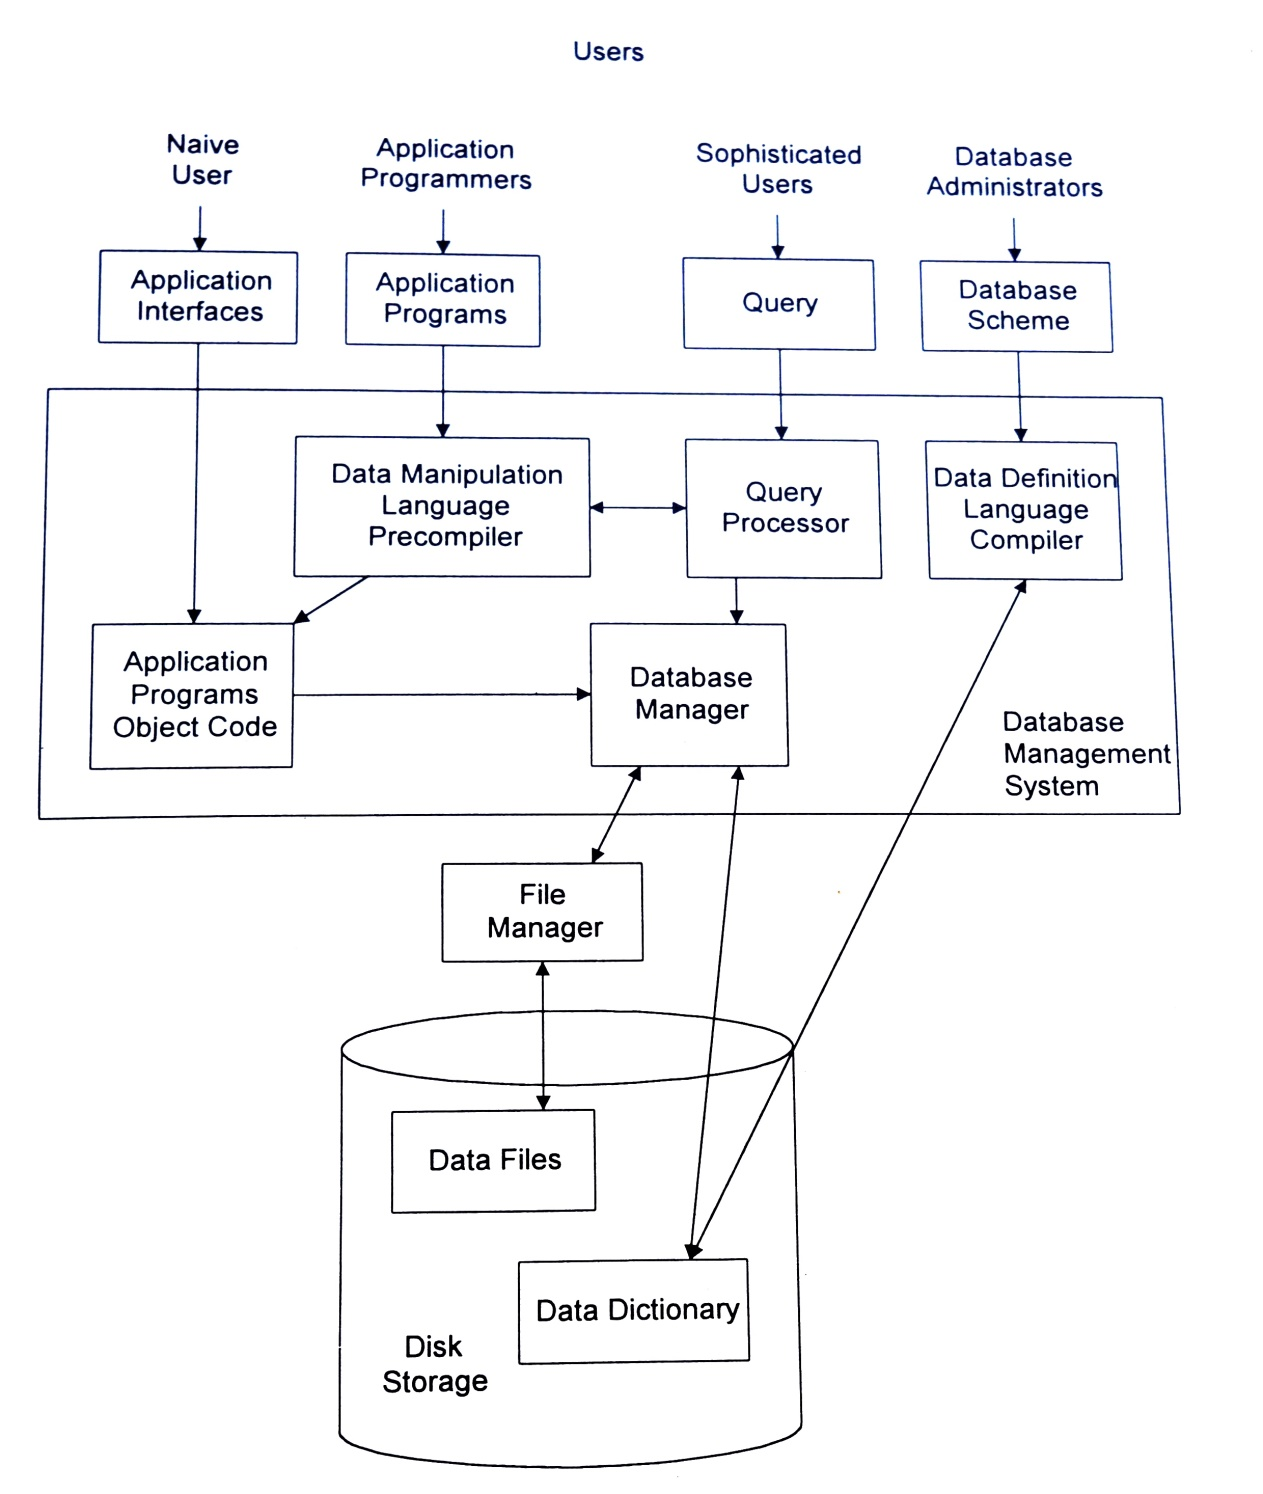 Users
Naive
User
Application
Programmers
Sophisticated
Users
Database
Administrators
Application
Interfaces
Application
Programs
Query
Database
Scheme
Data Manipulation
Language
Precompiler
Query
Processor
Data Definition
Language
Compiler
Application
Programs
Object Code
Database
Manager
Database
Management
System
File
Manager
Data Files
Data Dictionary
Disk
Storage